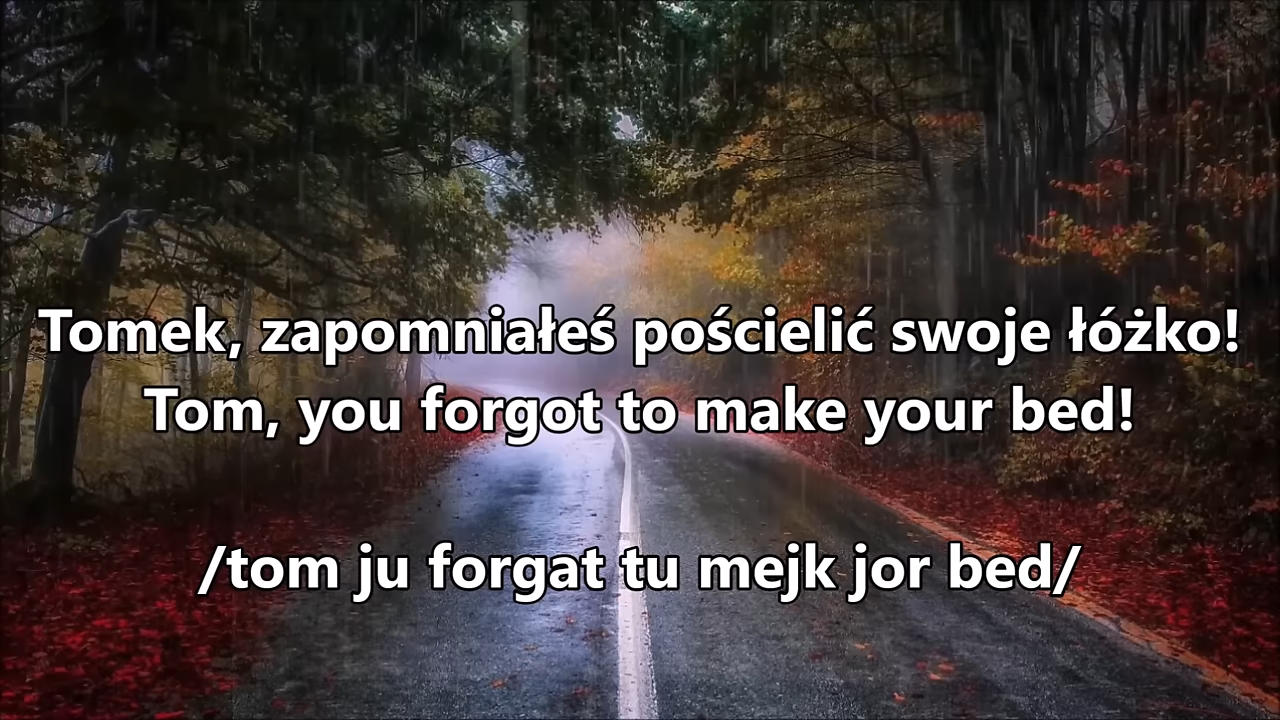 Tomek, zapomniałeś pościelić swoje łóżko!
Tom, you forgot to make your bed!
/tom ju forgat tu mejk jor bed/